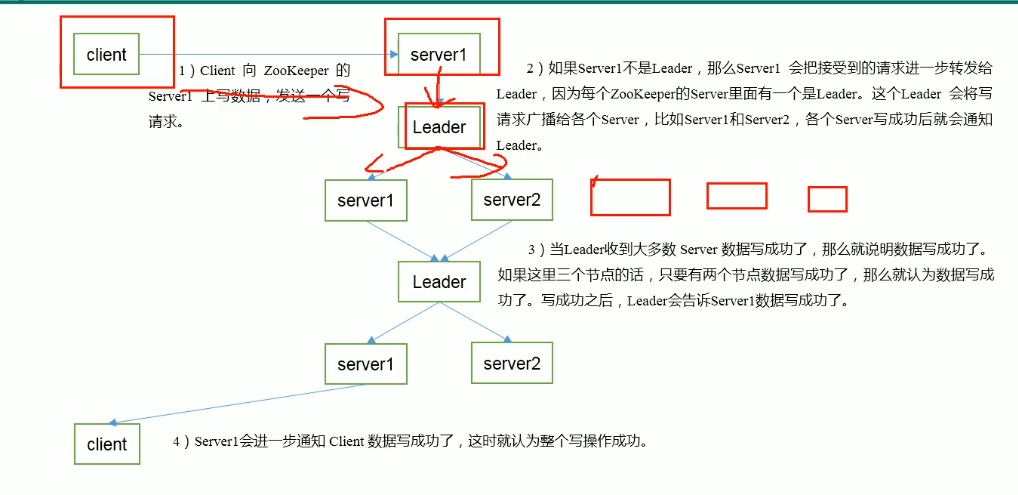 client
server1
1）Client 向 ZooKeeper 的
Server1 上写数据，发送一个写
请求。
2）如果Server1不是Leader，那么Server1 会把接受到的请求进一步转发给
Leader，因为每个ZooKeeper的Server里面有一个是Leader。这个Leader 会将写
请求广播给各个Server，比如Server1和Server2，各个Server写成功后就会通知
Leader。
Leader
server1
server2
3）当Leader收到大多数 Server 数据写成功了，那么就说明数据写成功了。
如果这里三个节点的话，只要有两个节点数据写成功了，那么就认为数据写成
功了。写成功之后，Leader会告诉Server1数据写成功了。
Leader
server1
server2
client
4）Server1会进一步通知 Client 数据写成功了，这时就认为整个写操作成功。